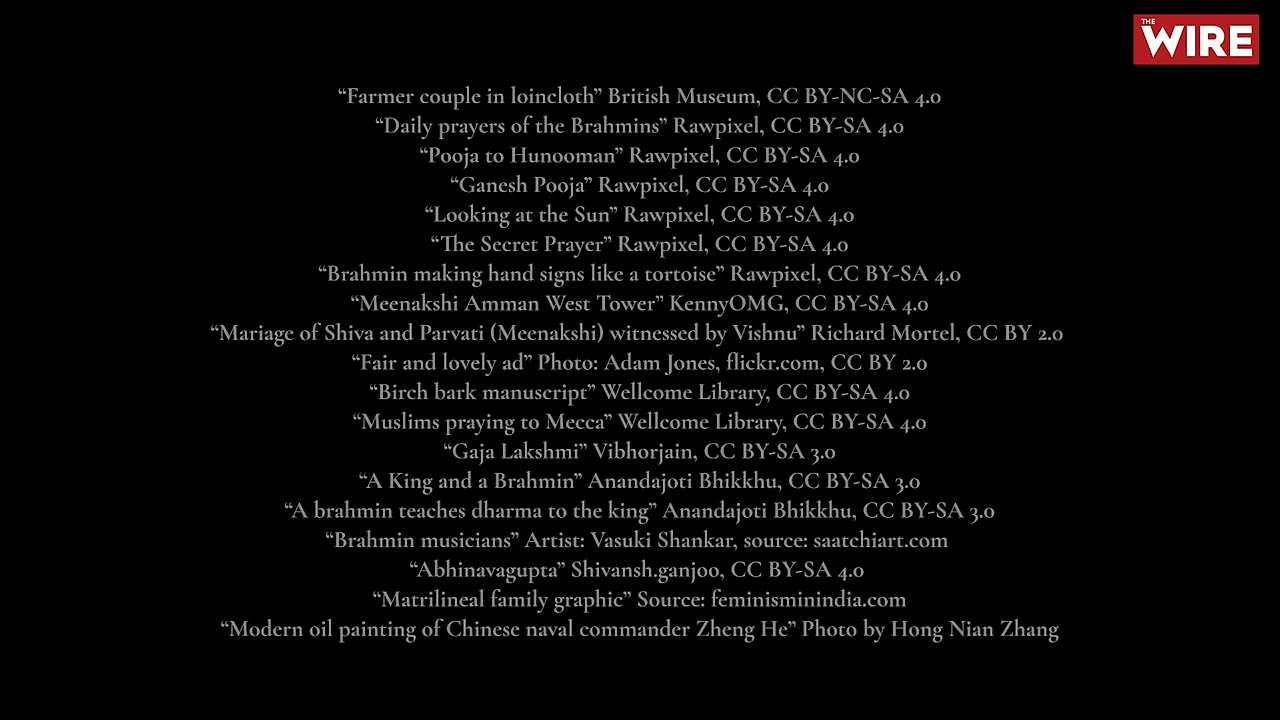 THE WIRE
“Farmer couple in loincloth” British Museum, CC BY-NC-SA 4.0
“Daily prayers of the Brahmins” Rawpixel, CC BY-SA 4.0
“Pooja to Hunooman” Rawpixel, CC BY-SA 4.0
“Ganesh Pooja” Rawpixel, CC BY-SA 4.0
“Looking at the Sun” Rawpixel, CC BY-SA 4.0
“The Secret Prayer” Rawpixel, CC BY-SA 4.0
“Brahmin making hand signs like a tortoise” Rawpixel, CC BY-SA 4.0
“Meenakshi Amman West Tower” KennyOMG, CC BY-SA 4.0
“Mariage of Shiva and Parvati (Meenakshi) witnessed by Vishnu” Richard Mortel, CC BY 2.0
“Fair and lovely ad” Photo: Adam Jones, flickr.com, CC BY 2.0
“Birch bark manuscript” Wellcome Library, CC BY-SA 4.0
“Muslims praying to Mecca” Wellcome Library, CC BY-SA 4.0
“Gaja Lakshmi” Vibhorjain, CC BY-SA 3.0
“A King and a Brahmin” Anandajoti Bhikkhu, CC BY-SA 3.0
“A brahmin teaches dharma to the king” Anandajoti Bhikkhu, CC BY-SA 3.0
“Brahmin musicians” Artist: Vasuki Shankar, source: saatchiart.com
“Abhinavagupta” Shivansh.ganjoo, CC BY-SA 4.0
“Matrilineal family graphic” Source: feminisminindia.com
“Modern oil painting of Chinese naval commander Zheng He” Photo by Hong Nian Zhang